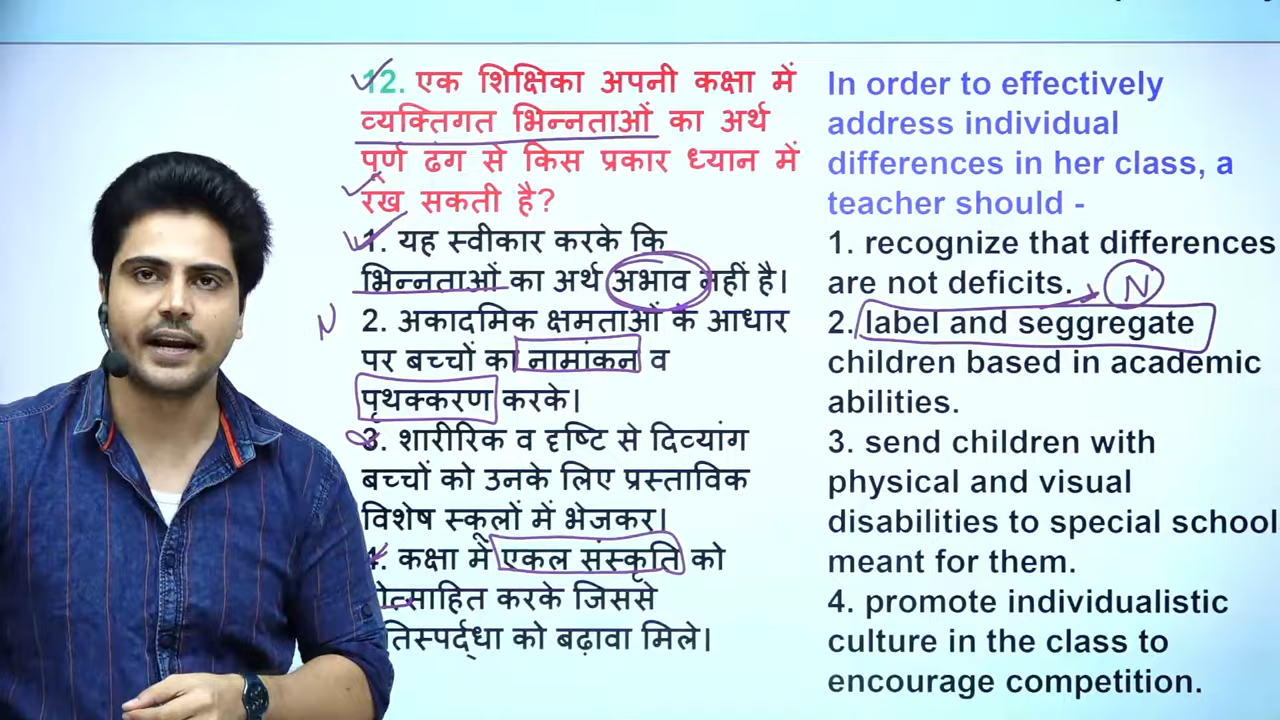 12. एक शिक्षिका अपनी कक्षा में
व्यक्तिगत भिन्नताओं का अर्थ
पूर्ण ढंग से किस प्रकार ध्यान में
रख सकती है?
1. यह स्वीकार करके कि
भिन्नताओं का अर्थ अभाव नहीं है।
N 2. अकादमिक क्षमताओं के आधार
पर बच्चों का नामांकन व
पृथक्करण करके।
3. शारीरिक व दृष्टि से दिव्यांग
बच्चों को उनके लिए प्रस्ताविक
विशेष स्कूलों में भेजकर।
4. कक्षा में एकल संस्कृति को
करके जिससे
को बढ़ावा मिले।
In order to effectively
address individual
differences in her class, a
teacher should -
1. recognize that differences
are not deficits. N
2. label and seggregate
children based in academic
abilities.
3. send children with
physical and visual
disabilities to special school
meant for them.
4. promote individualistic
culture in the class to
encourage competition.